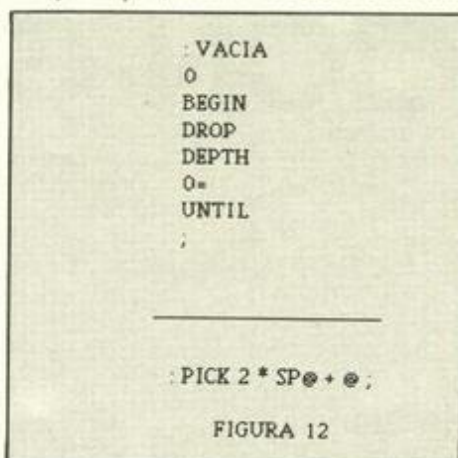 : VACIA
0
BEGIN
DROP
DEPTH
0=
UNTIL
;
: PICK 2 * SP@ + @ ;
FIGURA 12